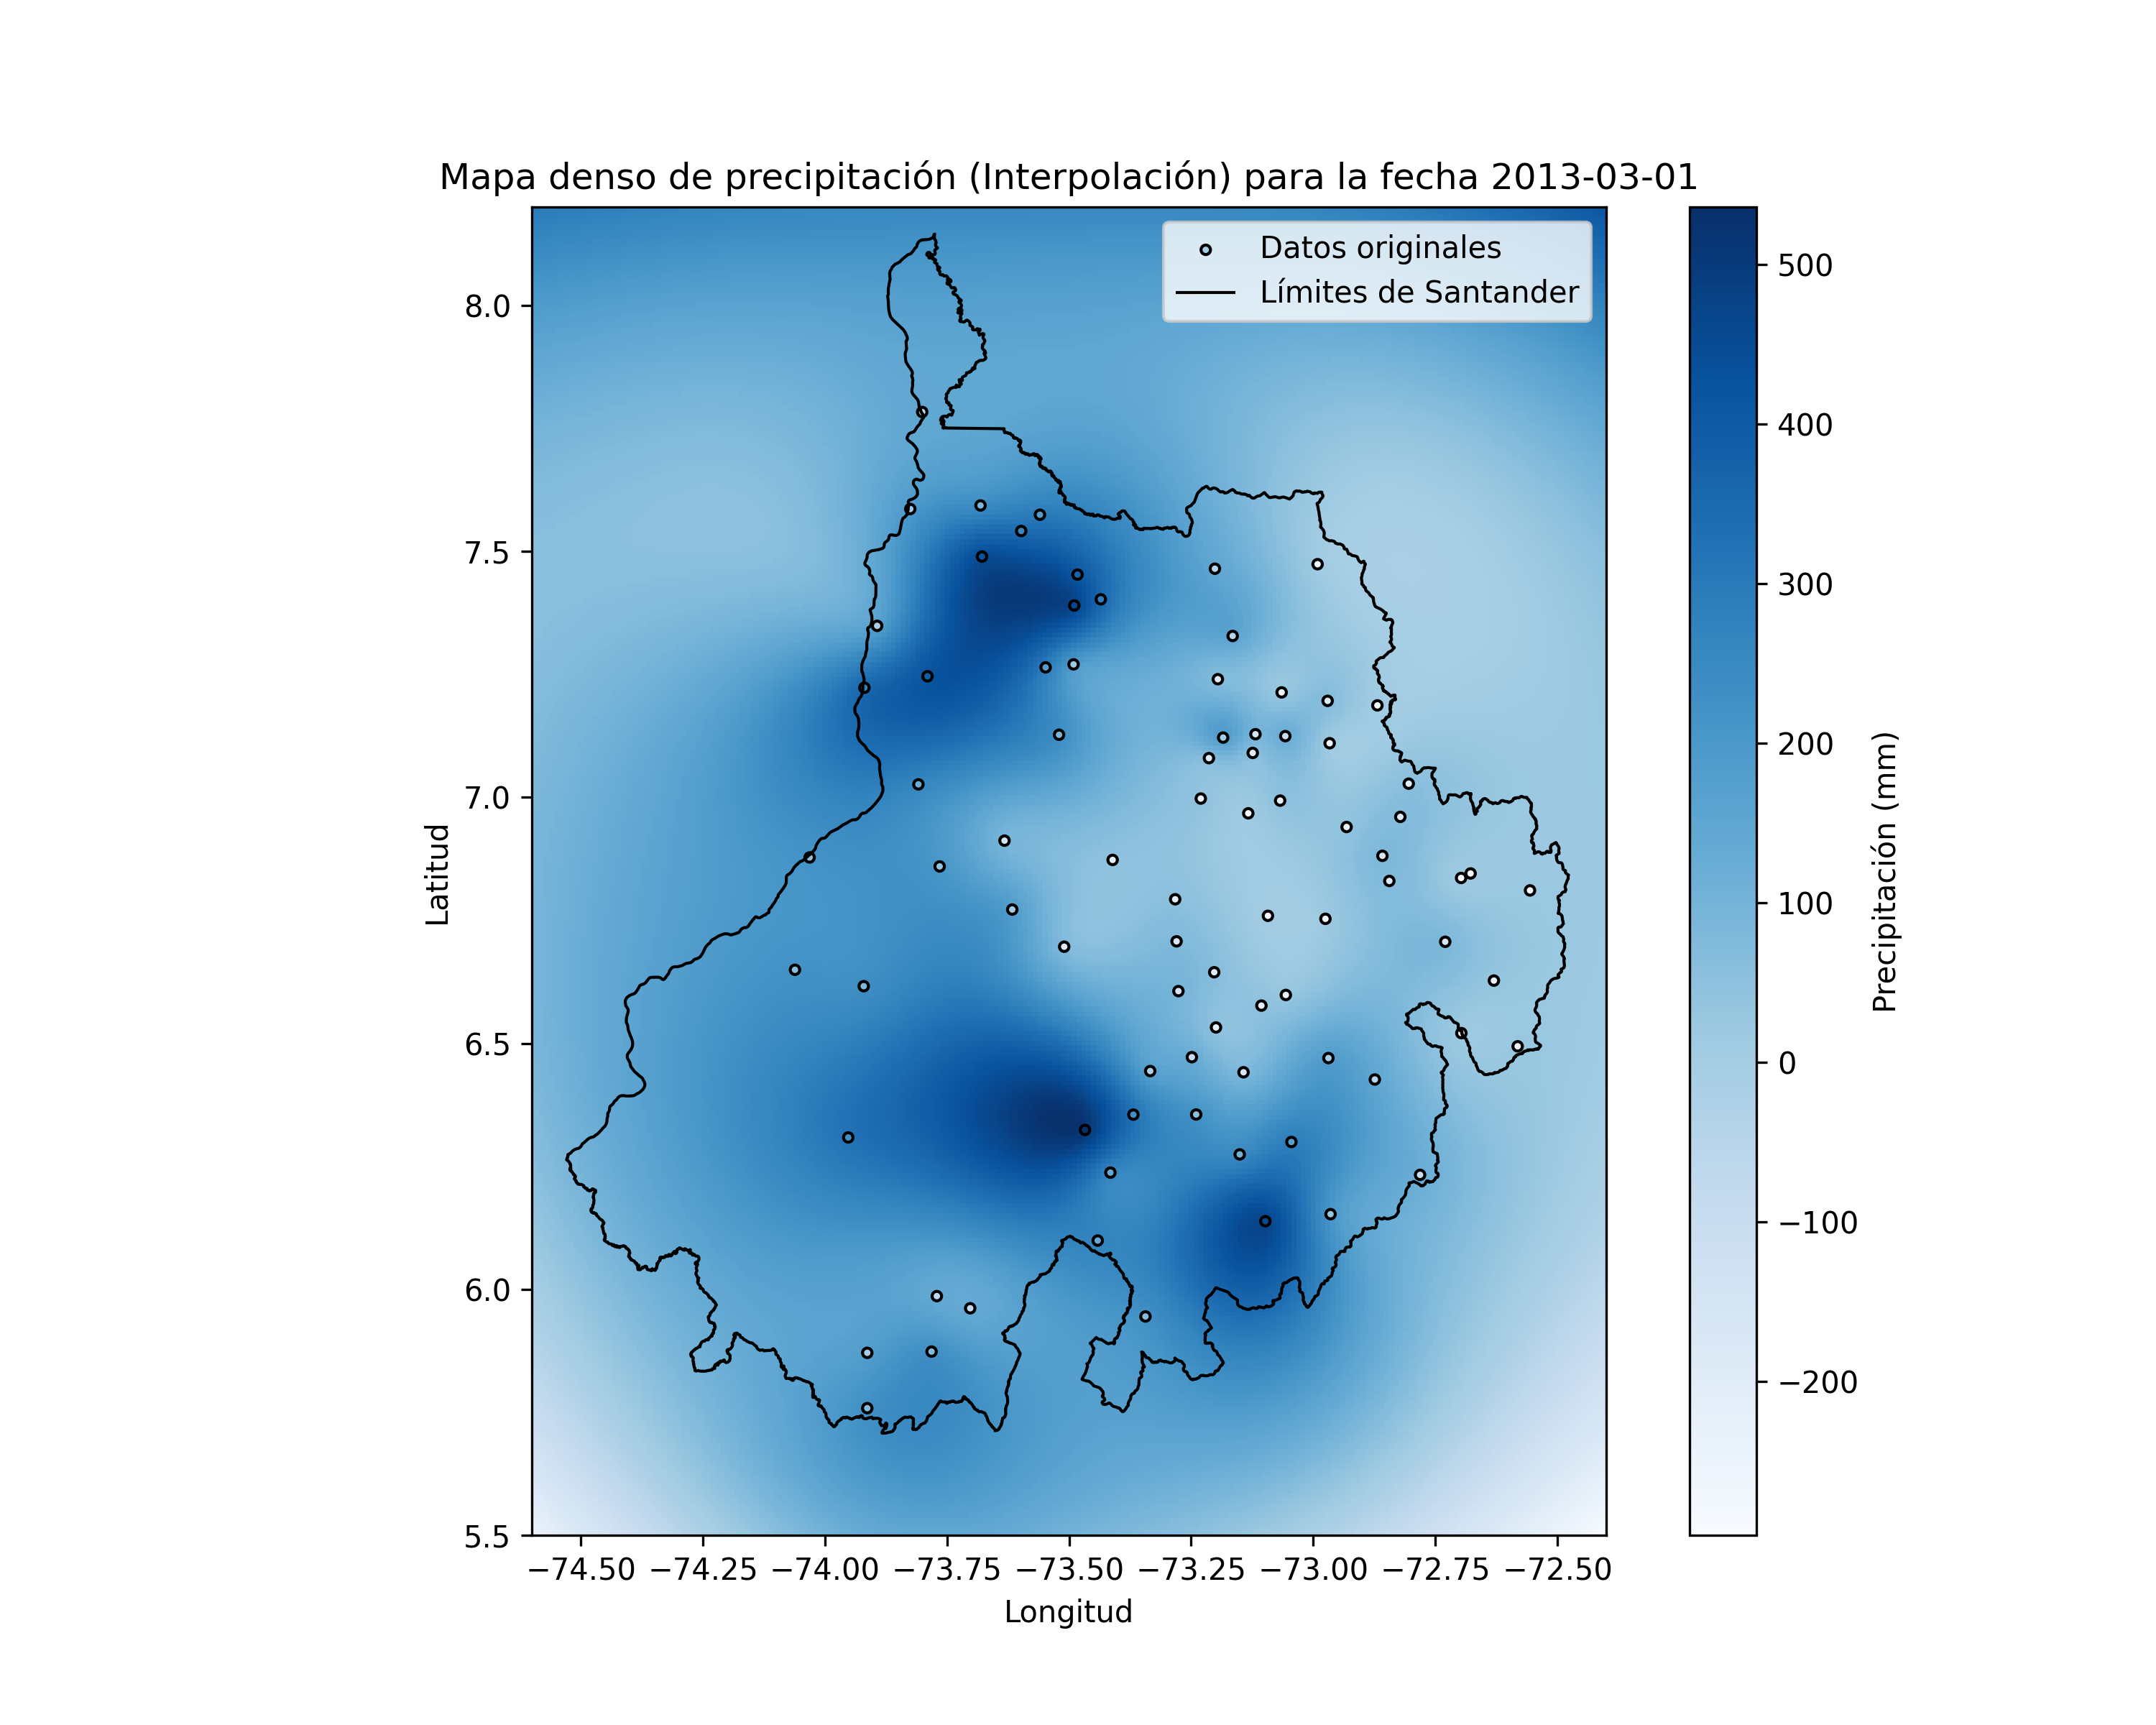 Mapa denso de precipitación (Interpolación) para la fecha 2013-03-01
Datos originales
Límites de Santander
8.0
7.5
7.0
6.5
6.0
5.5
Latitud
−74.50 −74.25 −74.00 −73.75 −73.50 −73.25 −73.00 −72.75 −72.50
Longitud
500
400
300
200
100
0
−100
−200
Precipitación (mm)